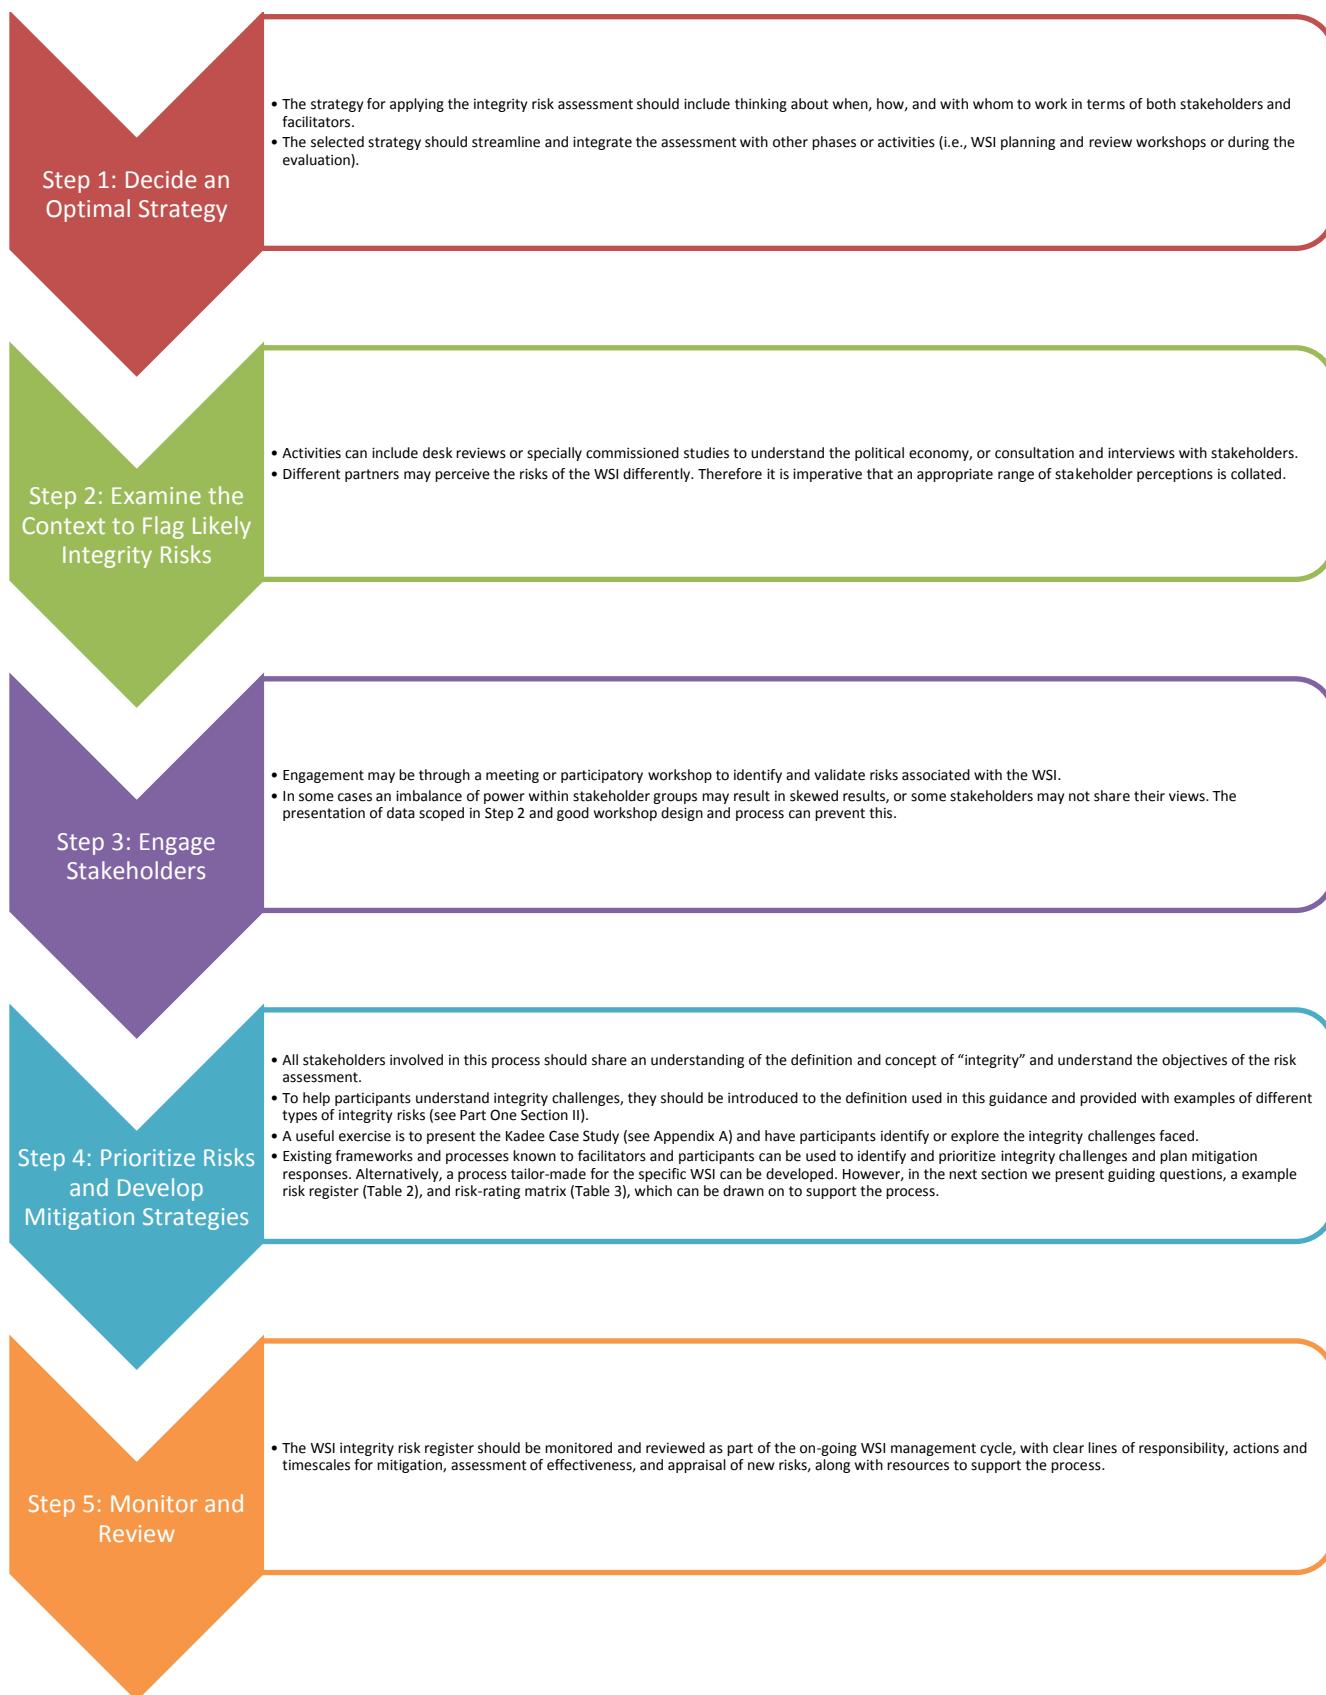 Step 1: Decide an
Optimal Strategy
• The strategy for applying the integrity risk assessment should include thinking about when, how, and with whom to work in terms of both stakeholders and
facilitators.
• The selected strategy should streamline and integrate the assessment with other phases or activities (i.e., WSI planning and review workshops or during the
evaluation).
Step 2: Examine the
Context to Flag Likely
Integrity Risks
• Activities can include desk reviews or specially commissioned studies to understand the political economy, or consultation and interviews with stakeholders.
• Different partners may perceive the risks of the WSI differently. Therefore it is imperative that an appropriate range of stakeholder perceptions is collated.
Step 3: Engage
Stakeholders
• Engagement may be through a meeting or participatory workshop to identify and validate risks associated with the WSI.
• In some cases an imbalance of power within stakeholder groups may result in skewed results, or some stakeholders may not share their views. The
presentation of data scoped in Step 2 and good workshop design and process can prevent this.
Step 4: Prioritize Risks
and Develop
Mitigation Strategies
• All stakeholders involved in this process should share an understanding of the definition and concept of “integrity” and understand the objectives of the risk
assessment.
• To help participants understand integrity challenges, they should be introduced to the definition used in this guidance and provided with examples of different
types of integrity risks (see Part One Section II).
• A useful exercise is to present the Kadee Case Study (see Appendix A) and have participants identify or explore the integrity challenges faced.
• Existing frameworks and processes known to facilitators and participants can be used to identify and prioritize integrity challenges and plan mitigation
responses. Alternatively, a process tailor-made for the specific WSI can be developed. However, in the next section we present guiding questions, a example
risk register (Table 2), and risk-rating matrix (Table 3), which can be drawn on to support the process.
Step 5: Monitor and
Review
• The WSI integrity risk register should be monitored and reviewed as part of the on-going WSI management cycle, with clear lines of responsibility, actions and
timescales for mitigation, assessment of effectiveness, and appraisal of new risks, along with resources to support the process.